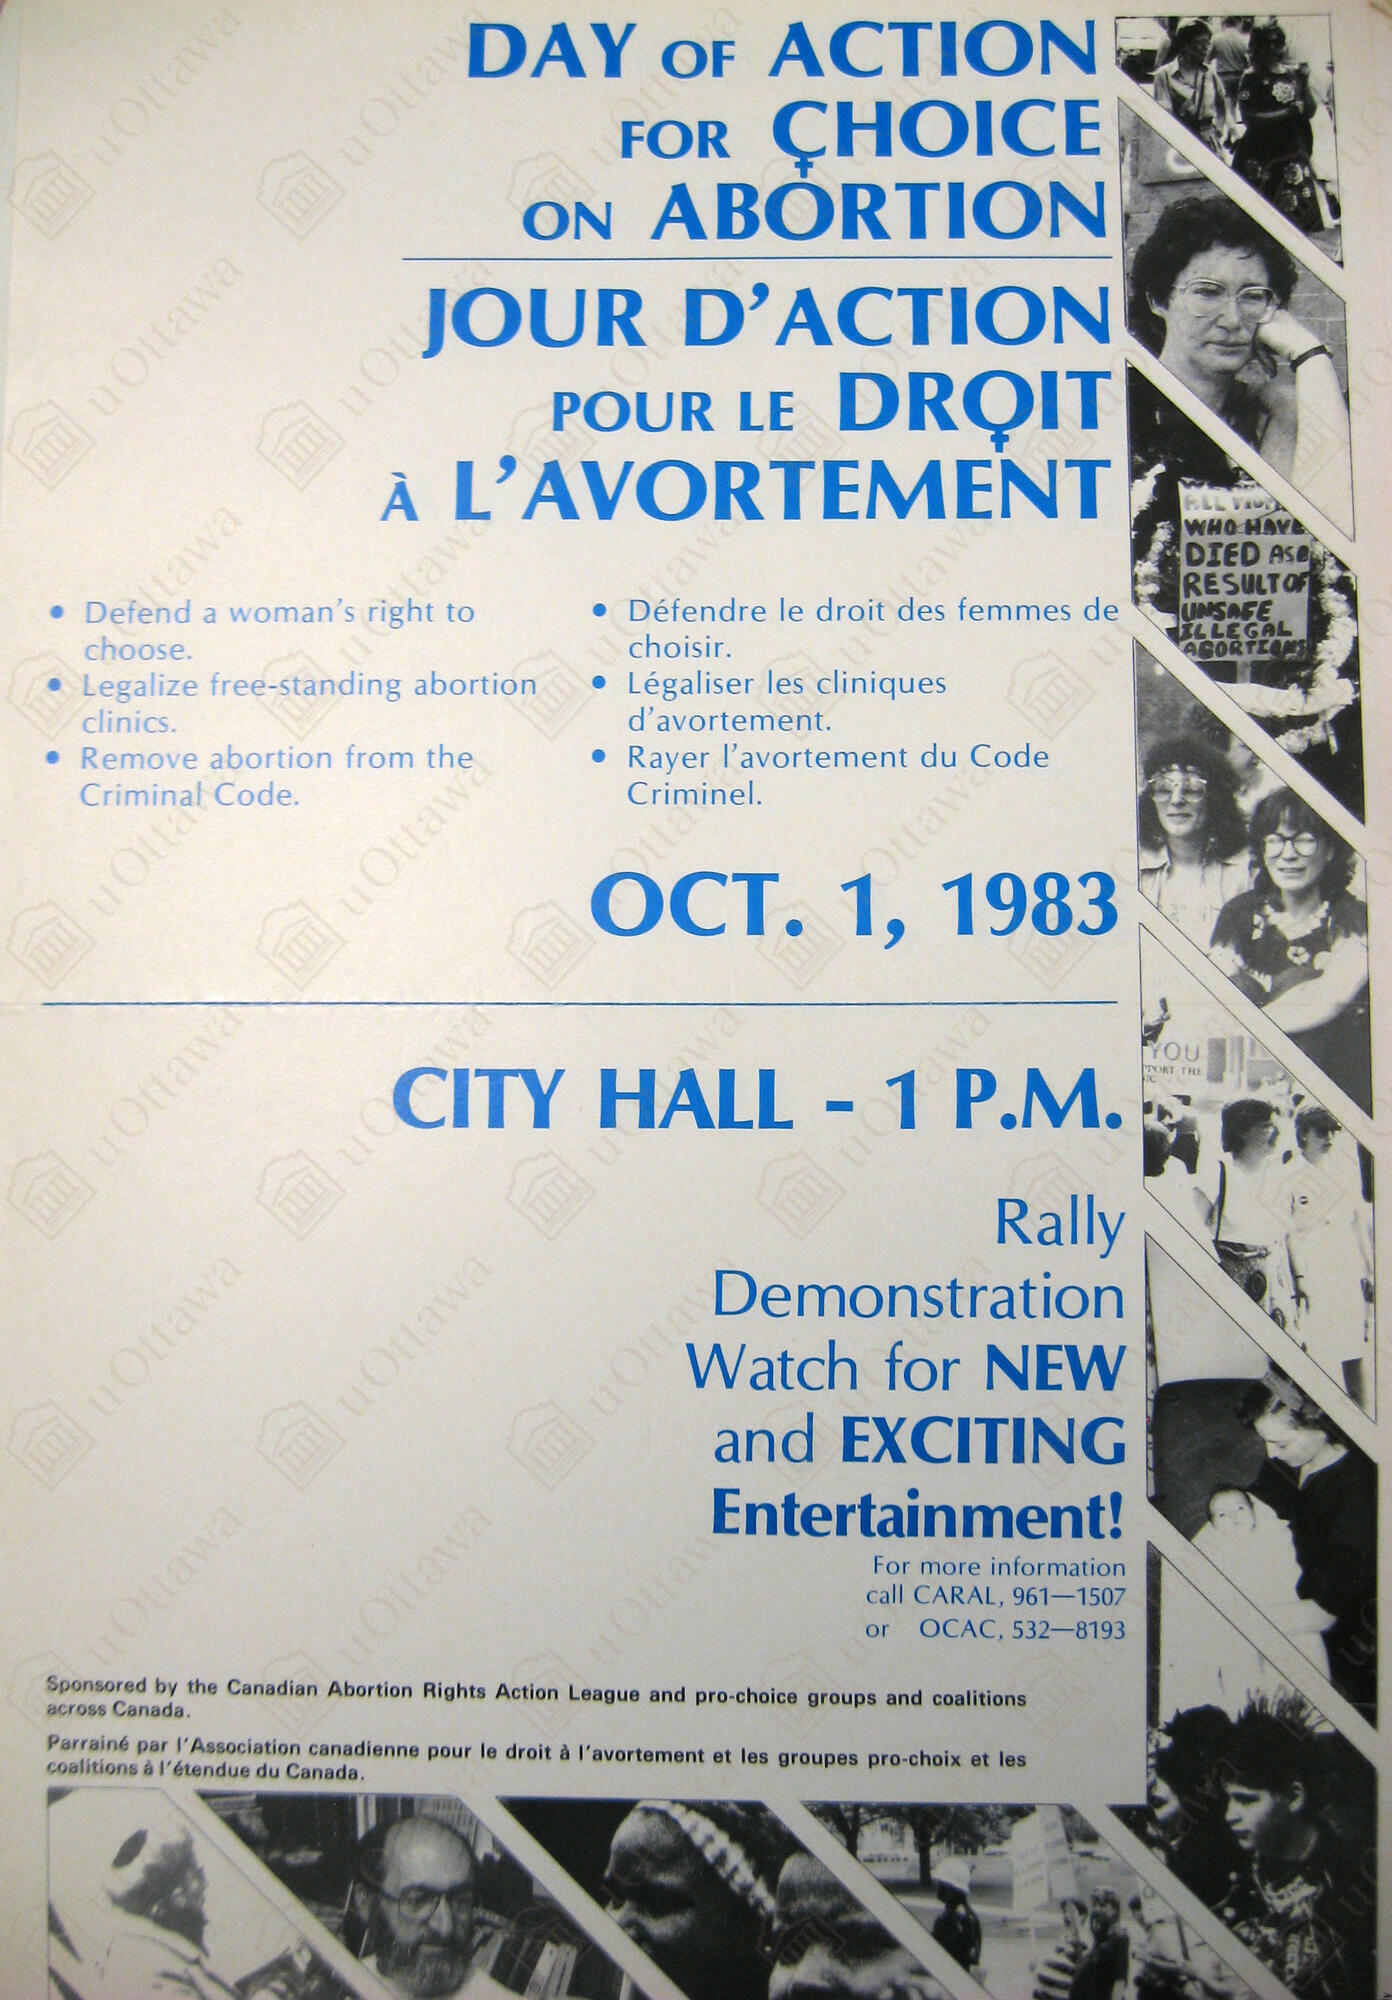 DAY OF ACTION
FOR CHOICE
ON ABORTION
JOUR D'ACTION
POUR LE DROIT
À L'AVORTEMENT
• Defend a woman's right to
choose.
• Legalize free-standing abortion
clinics.
• Remove abortion from the
Criminal Code.
• Défendre le droit des femmes de
choisir.
• Légaliser les cliniques
d'avortement.
• Rayer l'avortement du Code
Criminel.
OCT. 1, 1983
CITY HALL - 1 P.M.
Rally
Demonstration
Watch for NEW
and EXCITING
Entertainment!
For more information
call CARAL, 961—1507
or OCAC, 532—8193
Sponsored by the Canadian Abortion Rights Action League and pro-choice groups and coalitions
across Canada.
Parrainé par l'Association canadienne pour le droit à l'avortement et les groupes pro-choix et les
coalitions à l'étendue du Canada.
ALL
WHO HAVE
DIED AS A
RESULT OF
UNSAFE
ILLEGAL
ABORTIONS
YOU
THE
uOttawa